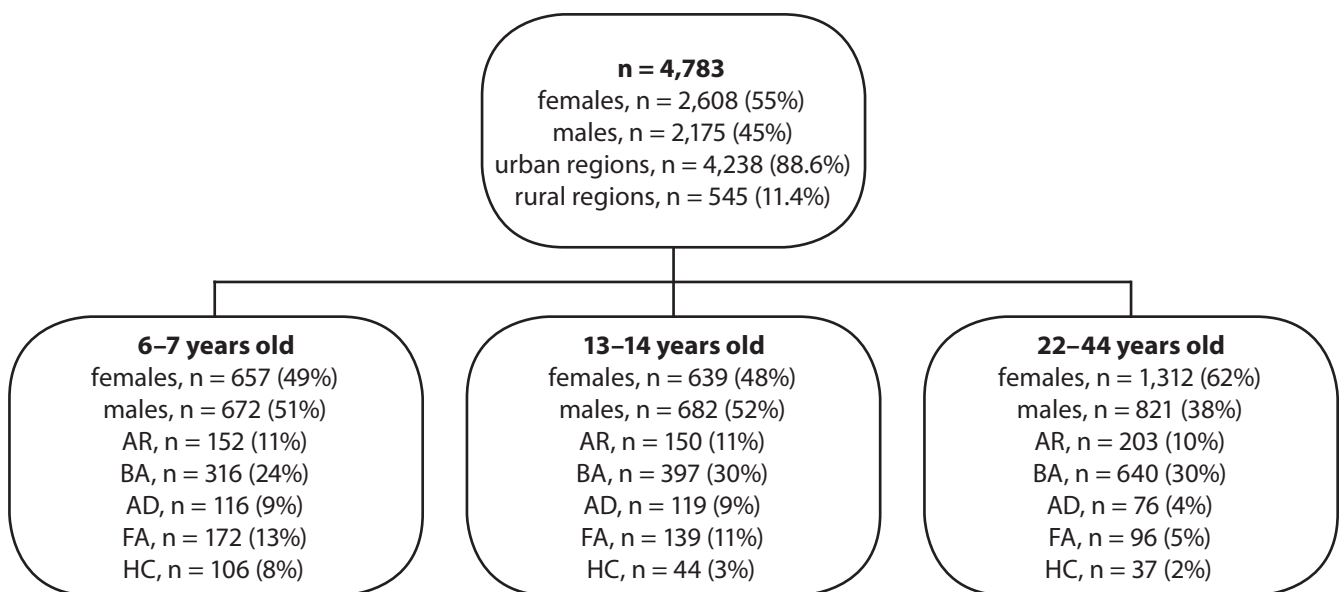 n = 4,783
females, n = 2,608 (55%)
males, n = 2,175 (45%)
urban regions, n = 4,238 (88.6%)
rural regions, n = 545 (11.4%)
6–7 years old
females, n = 657 (49%)
males, n = 672 (51%)
AR, n = 152 (11%)
BA, n = 316 (24%)
AD, n = 116 (9%)
FA, n = 172 (13%)
HC, n = 106 (8%)
13–14 years old
females, n = 639 (48%)
males, n = 682 (52%)
AR, n = 150 (11%)
BA, n = 397 (30%)
AD, n = 119 (9%)
FA, n = 139 (11%)
HC, n = 44 (3%)
22–44 years old
females, n = 1,312 (62%)
males, n = 821 (38%)
AR, n = 203 (10%)
BA, n = 640 (30%)
AD, n = 76 (4%)
FA, n = 96 (5%)
HC, n = 37 (2%)